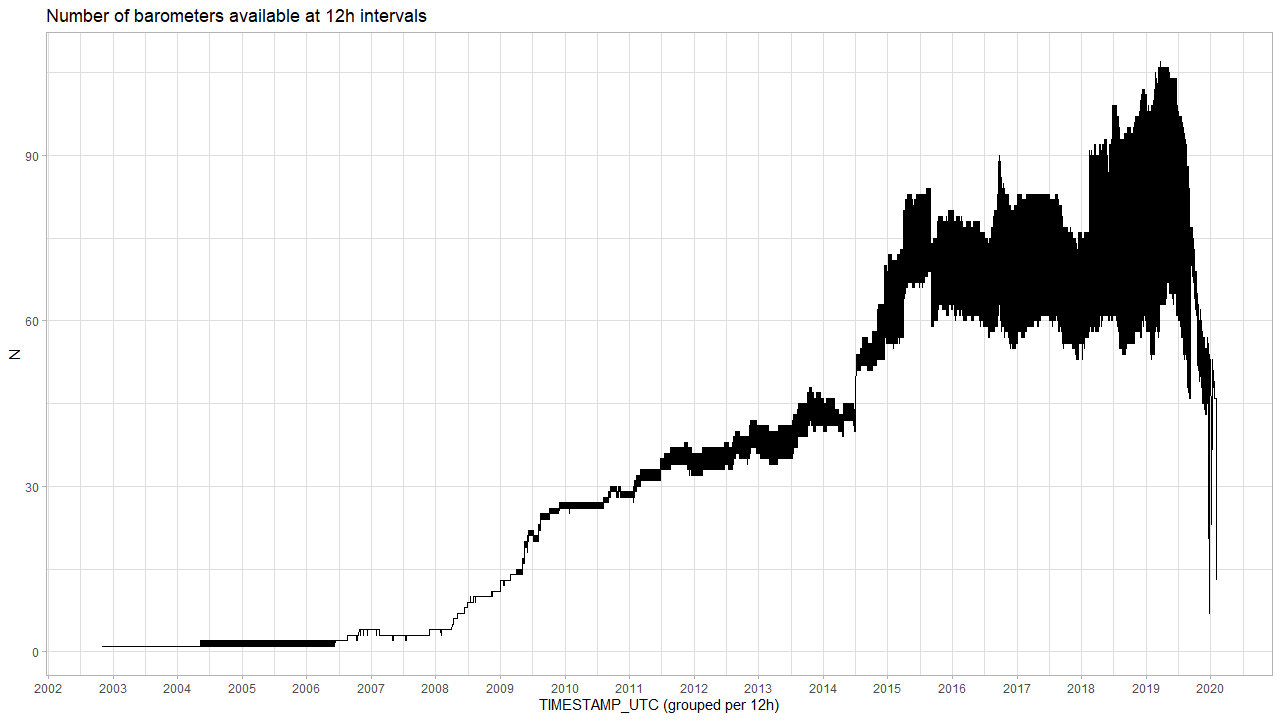 Number of barometers available at 12h intervals
90
60
30
0
N
2002 2003 2004 2005 2006 2007 2008 2009 2010 2011 2012 2013 2014 2015 2016 2017 2018 2019 2020
TIMESTAMP_UTC (grouped per 12h)